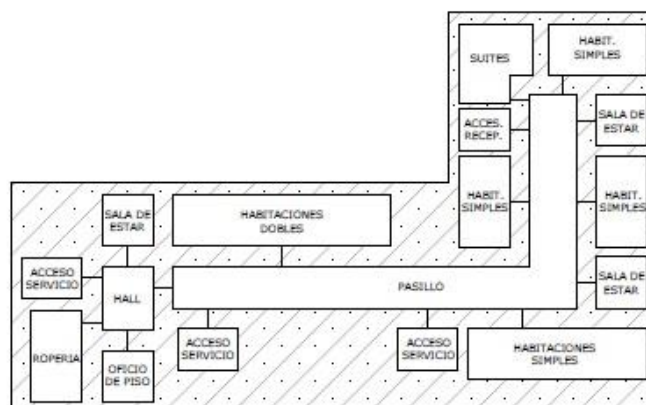 SUITES
HABIT.
SIMPLES
ACCES.
RECEP.
SALA DE
ESTAR
HABIT.
SIMPLES
HABIT.
SIMPLES
SALA DE
ESTAR
HABITACIONES
DOBLES
SALA DE
ESTAR
ACCESO
SERVICIO
HALL
PASILLO
ROPERIA
OFICIO
DE PISO
ACCESO
SERVICIO
ACCESO
SERVICIO
HABITACIONES
SIMPLES